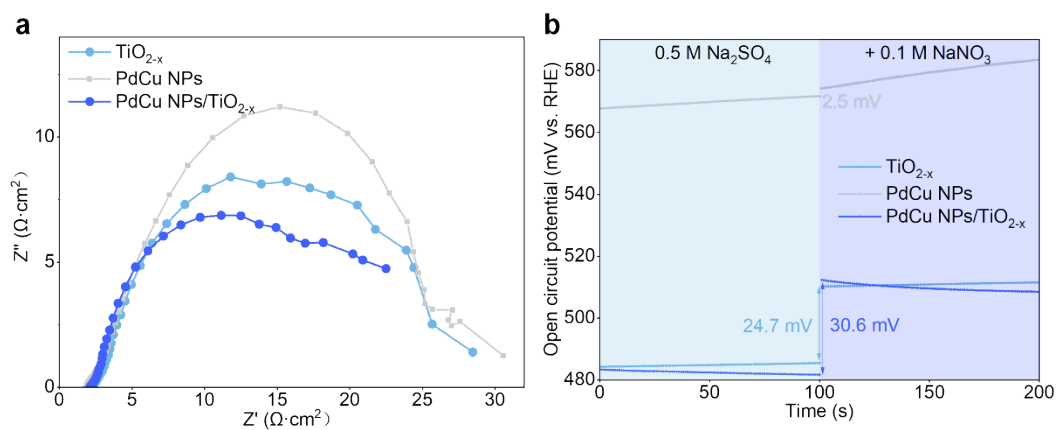 a
TiO₂₋ₓ
PdCu NPs
PdCu NPs/TiO₂₋ₓ
10
5
0
0
5
10
15
20
25
30
Z" (Ω·cm²)
Z' (Ω·cm²)
b
0.5 M Na₂SO₄
+ 0.1 M NaNO₃
2.5 mV
TiO₂₋ₓ
PdCu NPs
PdCu NPs/TiO₂₋ₓ
24.7 mV
30.6 mV
580
560
540
520
500
480
0
50
100
150
200
Open circuit potential (mV vs. RHE)
Time (s)